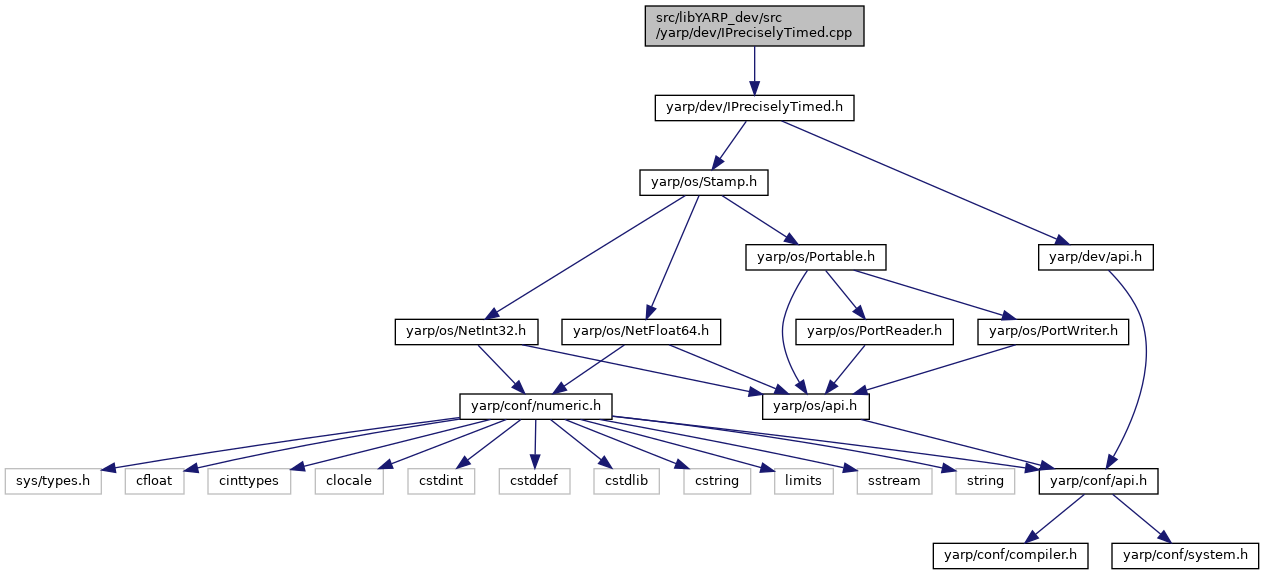 src/libYARP_dev/src
/yarp/dev/IPreciselyTimed.cpp
yarp/dev/IPreciselyTimed.h
yarp/os/Stamp.h
yarp/os/Portable.h
yarp/dev/api.h
yarp/os/NetInt32.h
yarp/os/NetFloat64.h
yarp/os/PortReader.h
yarp/os/PortWriter.h
yarp/conf/numeric.h
yarp/os/api.h
sys/types.h
cfloat
cinttypes
clocale
cstdint
cstddef
cstdlib
cstring
limits
sstream
string
yarp/conf/api.h
yarp/conf/compiler.h
yarp/conf/system.h